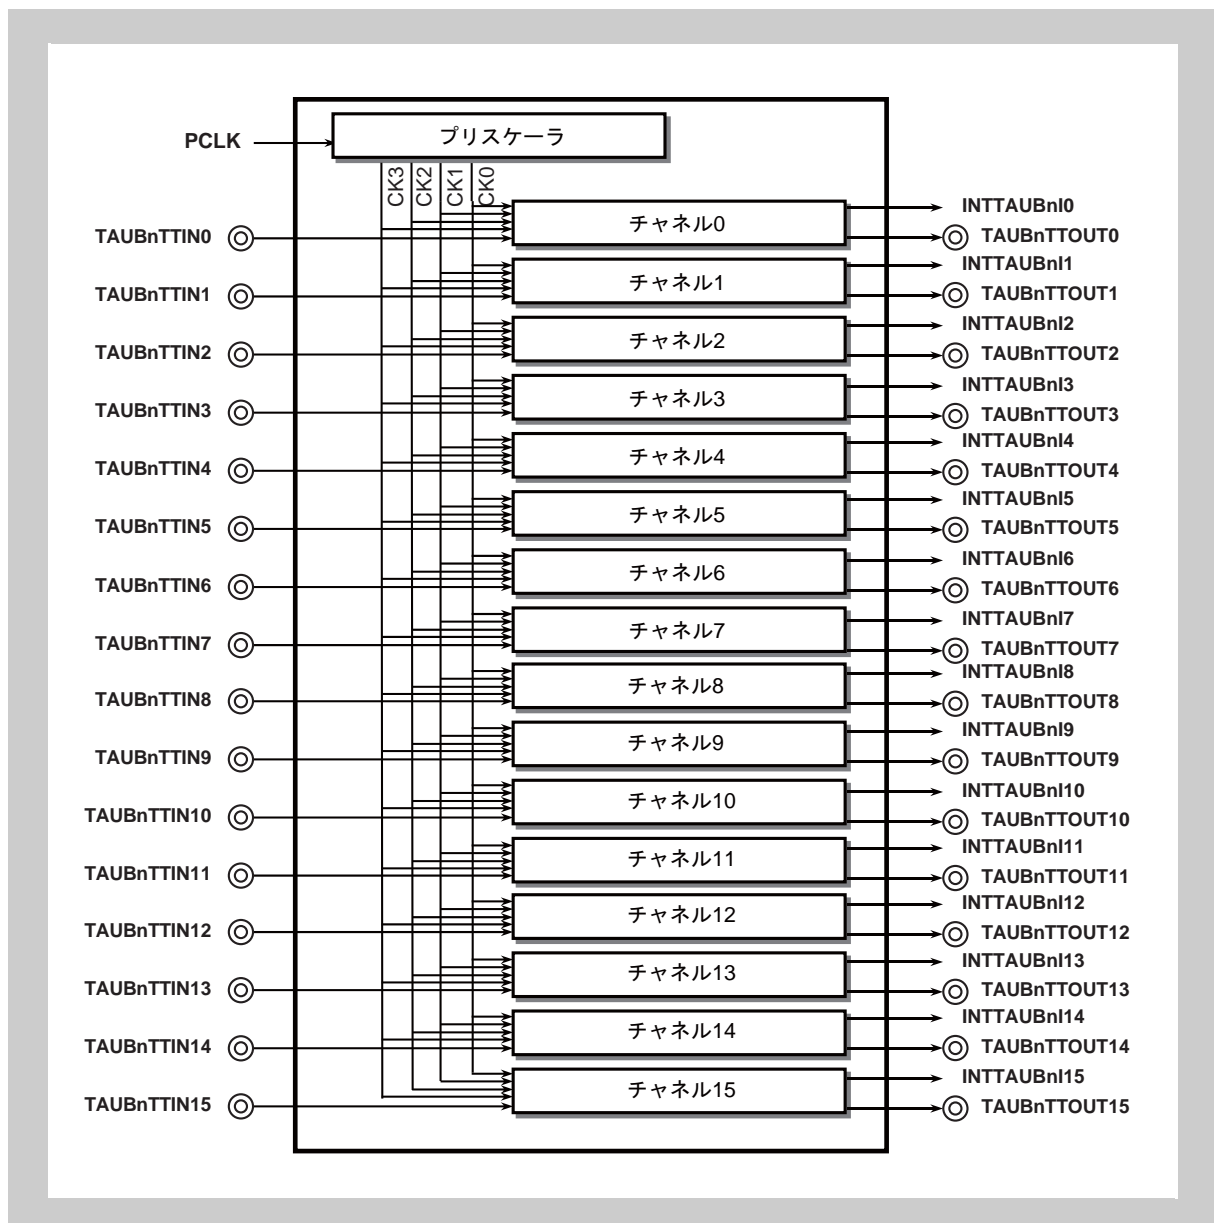 プリスケーラ
PCLK
CK3
CK2
CK1
CK0
TAUBnTTIN0
チャネル0
INTTAUBnI0
TAUBnTTOUT0
TAUBnTTIN1
チャネル1
INTTAUBnI1
TAUBnTTOUT1
TAUBnTTIN2
チャネル2
INTTAUBnI2
TAUBnTTOUT2
TAUBnTTIN3
チャネル3
INTTAUBnI3
TAUBnTTOUT3
TAUBnTTIN4
チャネル4
INTTAUBnI4
TAUBnTTOUT4
TAUBnTTIN5
チャネル5
INTTAUBnI5
TAUBnTTOUT5
TAUBnTTIN6
チャネル6
INTTAUBnI6
TAUBnTTOUT6
TAUBnTTIN7
チャネル7
INTTAUBnI7
TAUBnTTOUT7
TAUBnTTIN8
チャネル8
INTTAUBnI8
TAUBnTTOUT8
TAUBnTTIN9
チャネル9
INTTAUBnI9
TAUBnTTOUT9
TAUBnTTIN10
チャネル10
INTTAUBnI10
TAUBnTTOUT10
TAUBnTTIN11
チャネル11
INTTAUBnI11
TAUBnTTOUT11
TAUBnTTIN12
チャネル12
INTTAUBnI12
TAUBnTTOUT12
TAUBnTTIN13
チャネル13
INTTAUBnI13
TAUBnTTOUT13
TAUBnTTIN14
チャネル14
INTTAUBnI14
TAUBnTTOUT14
TAUBnTTIN15
チャネル15
INTTAUBnI15
TAUBnTTOUT15